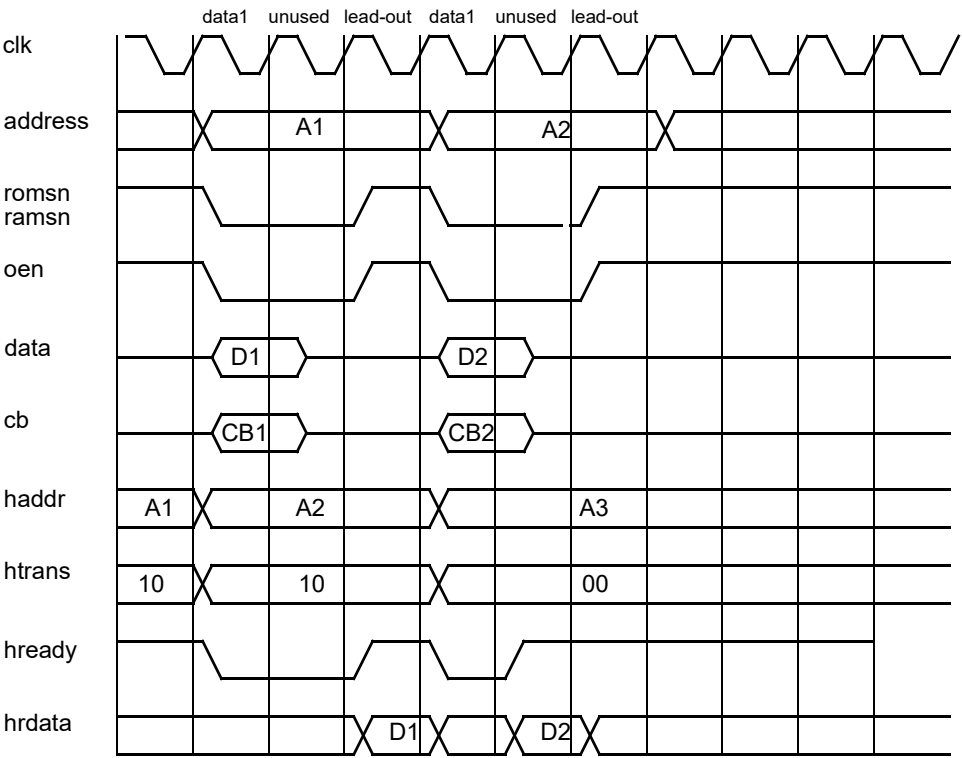 data1 unused lead-out data1 unused lead-out
clk
address A1 A2
romsn
ramsn
oen
data D1 D2
cb CB1 CB2
haddr A1 A2 A3
htrans 10 10 00
hready
hrdata D1 D2